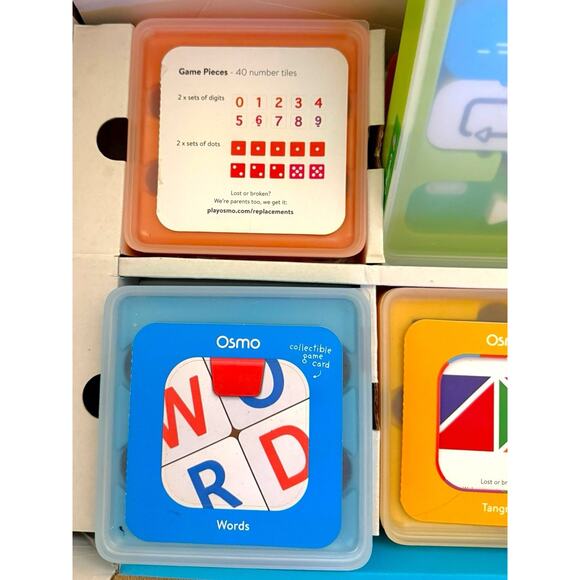 Game Pieces - 40 number tiles
2 x sets of digits
0 1 2 3 4
5 6 7 8 9
2 x sets of dots
Lost or broken?
We're parents too, we get it:
playosmo.com/replacements
Osmo
collectible
game
card
W O
R D
Words
Lost or
Tang